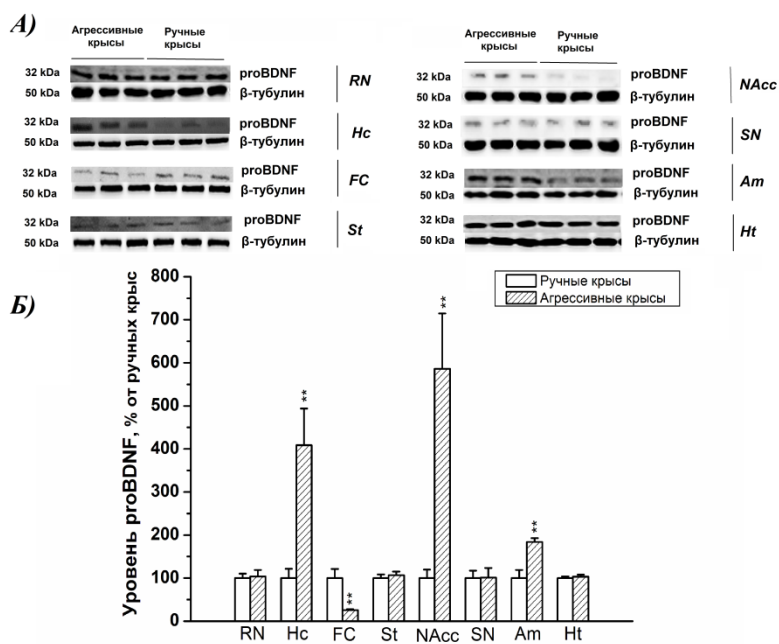 А)
Агрессивные крысы
Ручные крысы
32 kDa proBDNF
50 kDa β-тубулин
RN
32 kDa proBDNF
50 kDa β-тубулин
Hc
32 kDa proBDNF
50 kDa β-тубулин
FC
32 kDa proBDNF
50 kDa β-тубулин
St
Агрессивные крысы
Ручные крысы
32 kDa proBDNF
50 kDa β-тубулин
NAcc
32 kDa proBDNF
50 kDa β-тубулин
SN
32 kDa proBDNF
50 kDa β-тубулин
Am
32 kDa proBDNF
50 kDa β-тубулин
Ht
Б)
Ручные крысы
Агрессивные крысы
Уровень proBDNF, % от ручных крыс
800
700
600
500
400
300
200
100
0
**
**
**
**
RN Hc FC St NAcc SN Am Ht